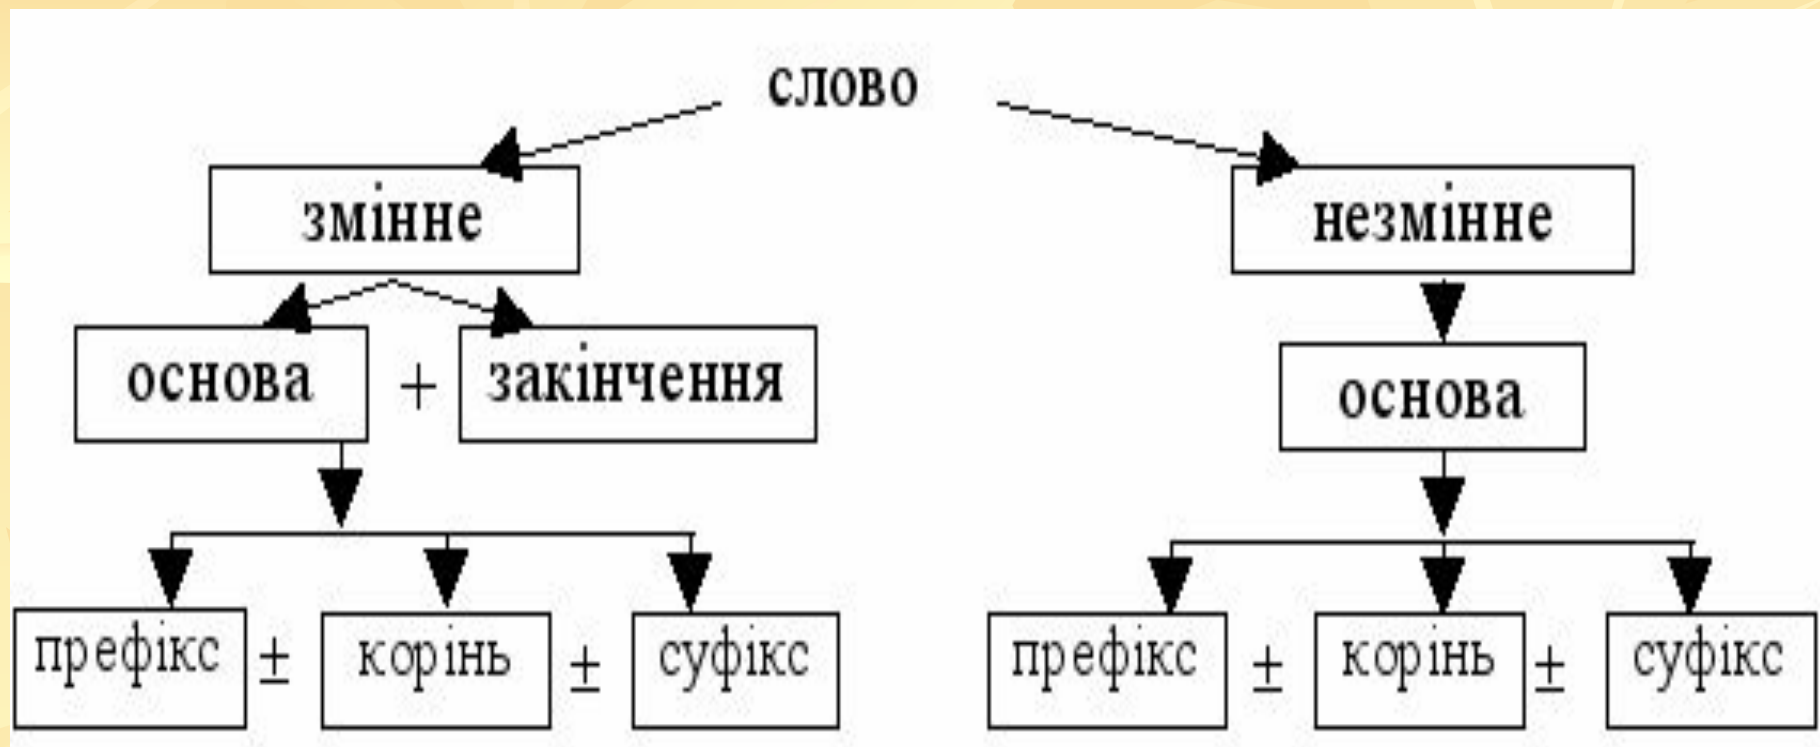 слово
змінне незмінне
основа + закінчення основа
префікс ± корінь ± суфікс префікс ± корінь ± суфікс